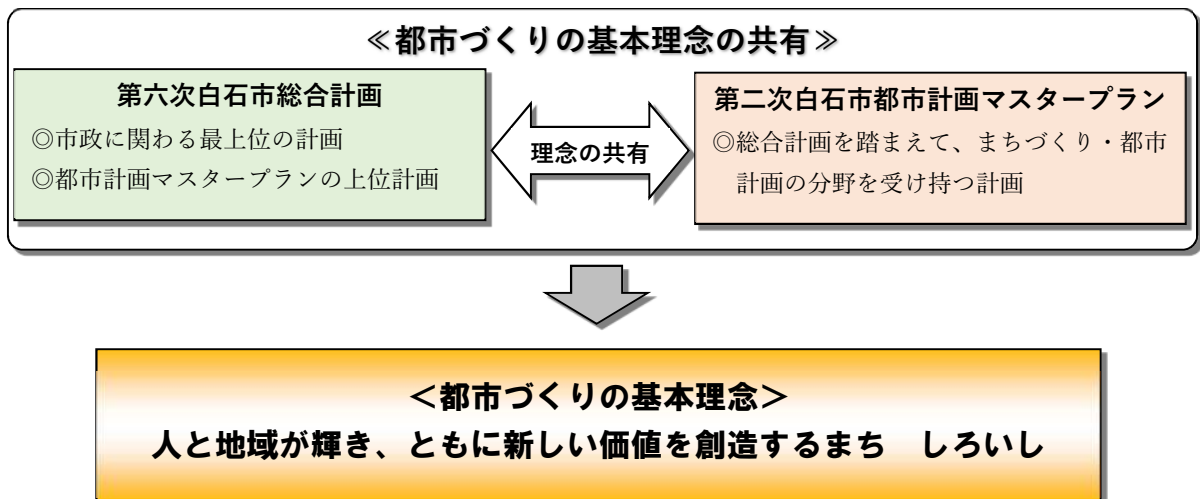 ≪都市づくりの基本理念の共有≫
第六次白石市総合計画
◎市政に関わる最上位の計画
◎都市計画マスタープランの上位計画
理念の共有
第二次白石市都市計画マスタープラン
◎総合計画を踏まえて、まちづくり・都市
計画の分野を受け持つ計画
＜都市づくりの基本理念＞
人と地域が輝き、ともに新しい価値を創造するまち　しろいし